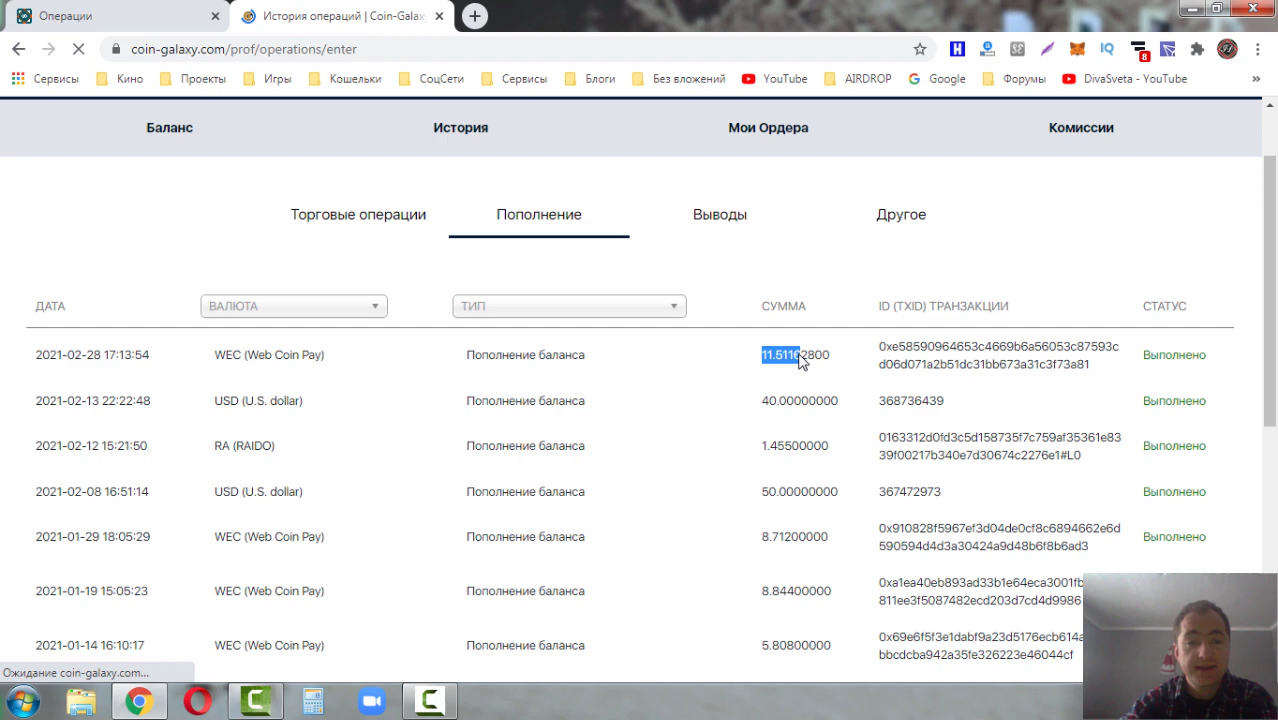 Операции
История операций | Coin-Galaxy
coin-galaxy.com/prof/operations/enter
8
Сервисы Кино Проекты Игры Кошельки СоцСети Сервисы Блоги Без вложений YouTube AIRDROP Google Форумы DivaSveta - YouTube »
Баланс История Мои Ордера Комиссии
Торговые операции Пополнение Выводы Другое
ДАТА ВАЛЮТА ТИП СУММА ID (TXID) ТРАНЗАКЦИИ СТАТУС
2021-02-28 17:13:54 WEC (Web Coin Pay) Пополнение баланса 11.51162800 0xe58590964653c4669b6a56053c87593c Выполнено
d06d071a2b51dc31bb673a31c3f73a81
2021-02-13 22:22:48 USD (U.S. dollar) Пополнение баланса 40.00000000 368736439 Выполнено
2021-02-12 15:21:50 RA (RAIDO) Пополнение баланса 1.45500000 0163312d0fd3c5d158735f7c759af35361e83 Выполнено
39f00217b340e7d30674c2276e1#L0
2021-02-08 16:51:14 USD (U.S. dollar) Пополнение баланса 50.00000000 367472973 Выполнено
2021-01-29 18:05:29 WEC (Web Coin Pay) Пополнение баланса 8.71200000 0x910828f5967ef3d04de0cf8c6894662e6d Выполнено
590594d4d3a30424a9d48b6f8b6ad3
2021-01-19 15:05:23 WEC (Web Coin Pay) Пополнение баланса 8.84400000 0xa1ea40eb893ad33b1e64eca3001fb
811ee3f5087482ecd203d7cd4d9986
2021-01-14 16:10:17 WEC (Web Coin Pay) Пополнение баланса 5.80800000 0x69e6f5f3e1dabf9a23d5176ecb614a
bbcdcba942a35fe326223e46044cf
Ожидание coin-galaxy.com...